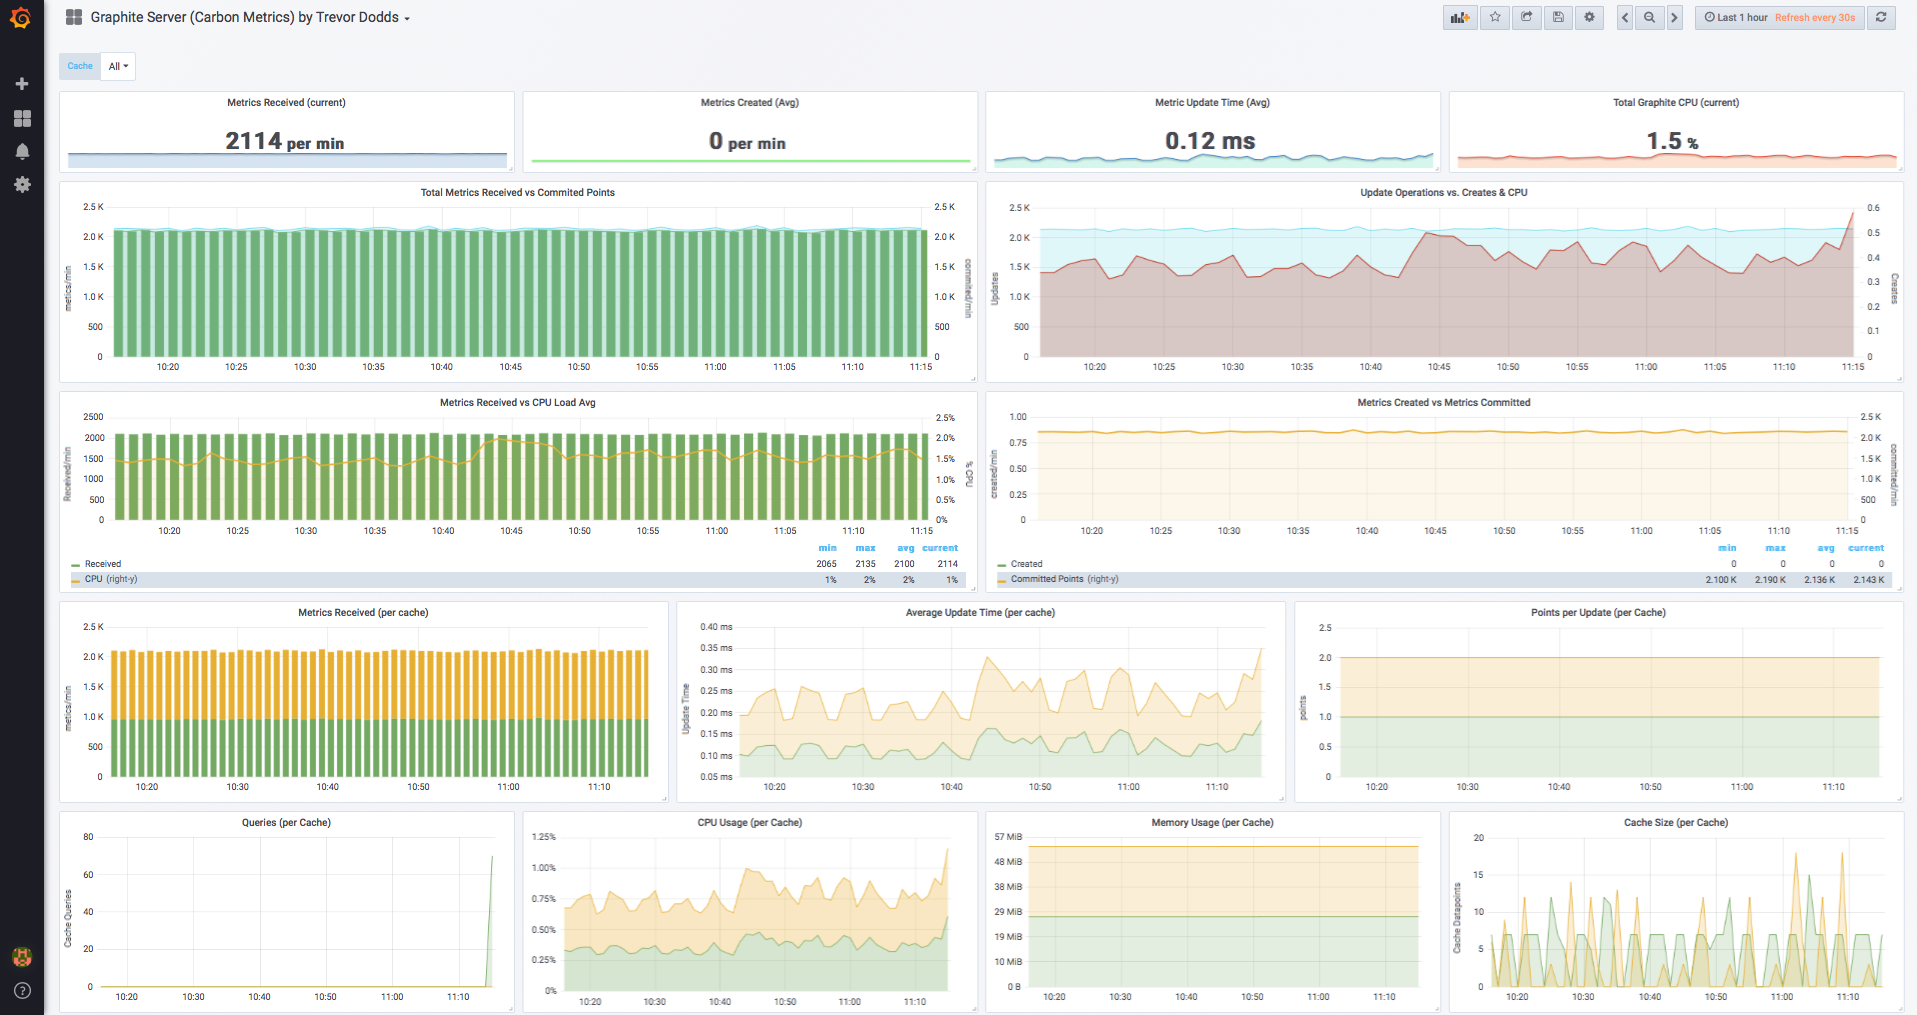 Graphite Server (Carbon Metrics) by Trevor Dodds
Last 1 hour Refresh every 30s
Cache All
Metrics Received (current)
2114 per min
Metrics Created (Avg)
0 per min
Metric Update Time (Avg)
0.12 ms
Total Graphite CPU (current)
1.5 %
Total Metrics Received vs Commited Points
2.5 K 2.5 K
2.0 K 2.0 K
1.5 K 1.5 K
1.0 K 1.0 K
500 500
0 0
metics/min
commited/min
10:20 10:25 10:30 10:35 10:40 10:45 10:50 10:55 11:00 11:05 11:10 11:15
Update Operations vs. Creates & CPU
2.5 K
2.0 K
1.5 K
1.0 K
500
0
Updates
0.6
0.5
0.4
0.3
0.2
0.1
0
Creates
10:20 10:25 10:30 10:35 10:40 10:45 10:50 10:55 11:00 11:05 11:10 11:15
Metrics Received vs CPU Load Avg
2500
2000
1500
1000
500
0
Received/min
2.5%
2.0%
1.5%
1.0%
0.5%
0%
% CPU
10:20 10:25 10:30 10:35 10:40 10:45 10:50 10:55 11:00 11:05 11:10 11:15
min max avg current
Received 2065 2135 2100 2114
CPU (right-y) 1% 2% 2% 1%
Metrics Created vs Metrics Committed
1.00
0.75
0.50
0.25
0
created/min
2.5 K
2.0 K
1.5 K
1.0 K
500
0
committed/min
10:20 10:25 10:30 10:35 10:40 10:45 10:50 10:55 11:00 11:05 11:10 11:15
min max avg current
Created 0 0 0 0
Committed Points (right-y) 2.100 K 2.190 K 2.136 K 2.143 K
Metrics Received (per cache)
2.5 K
2.0 K
1.5 K
1.0 K
500
0
metics/min
10:20 10:30 10:40 10:50 11:00 11:10
Average Update Time (per cache)
0.40 ms
0.35 ms
0.30 ms
0.25 ms
0.20 ms
0.15 ms
0.10 ms
0.05 ms
Update Time
10:20 10:30 10:40 10:50 11:00 11:10
Points per Update (per Cache)
2.5
2.0
1.5
1.0
0.5
0
points
10:20 10:30 10:40 10:50 11:00 11:10
Queries (per Cache)
80
60
40
20
0
Cache Queries
10:20 10:30 10:40 10:50 11:00 11:10
CPU Usage (per Cache)
1.25%
1.00%
0.75%
0.50%
0.25%
0%
10:20 10:30 10:40 10:50 11:00 11:10
Memory Usage (per Cache)
57 MiB
48 MiB
38 MiB
29 MiB
19 MiB
10 MiB
0 B
10:20 10:30 10:40 10:50 11:00 11:10
Cache Size (per Cache)
20
15
10
5
0
Cache Datapoints
10:20 10:30 10:40 10:50 11:00 11:10